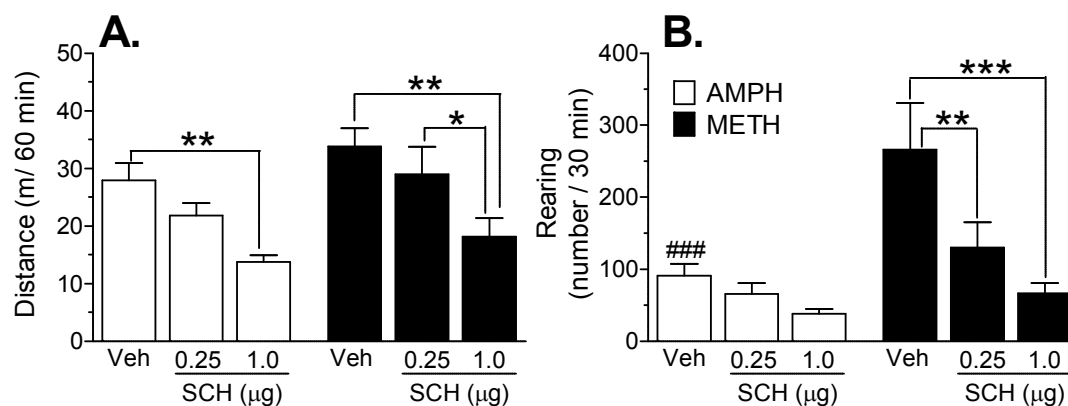 A.
Distance (m/ 60 min)
50
40
30
20
10
0
**
**
*
Veh 0.25 1.0 Veh 0.25 1.0
SCH (μg) SCH (μg)
B.
Rearing
(number / 30 min)
400
300
200
100
0
AMPH
METH
###
***
**
Veh 0.25 1.0 Veh 0.25 1.0
SCH (μg) SCH (μg)